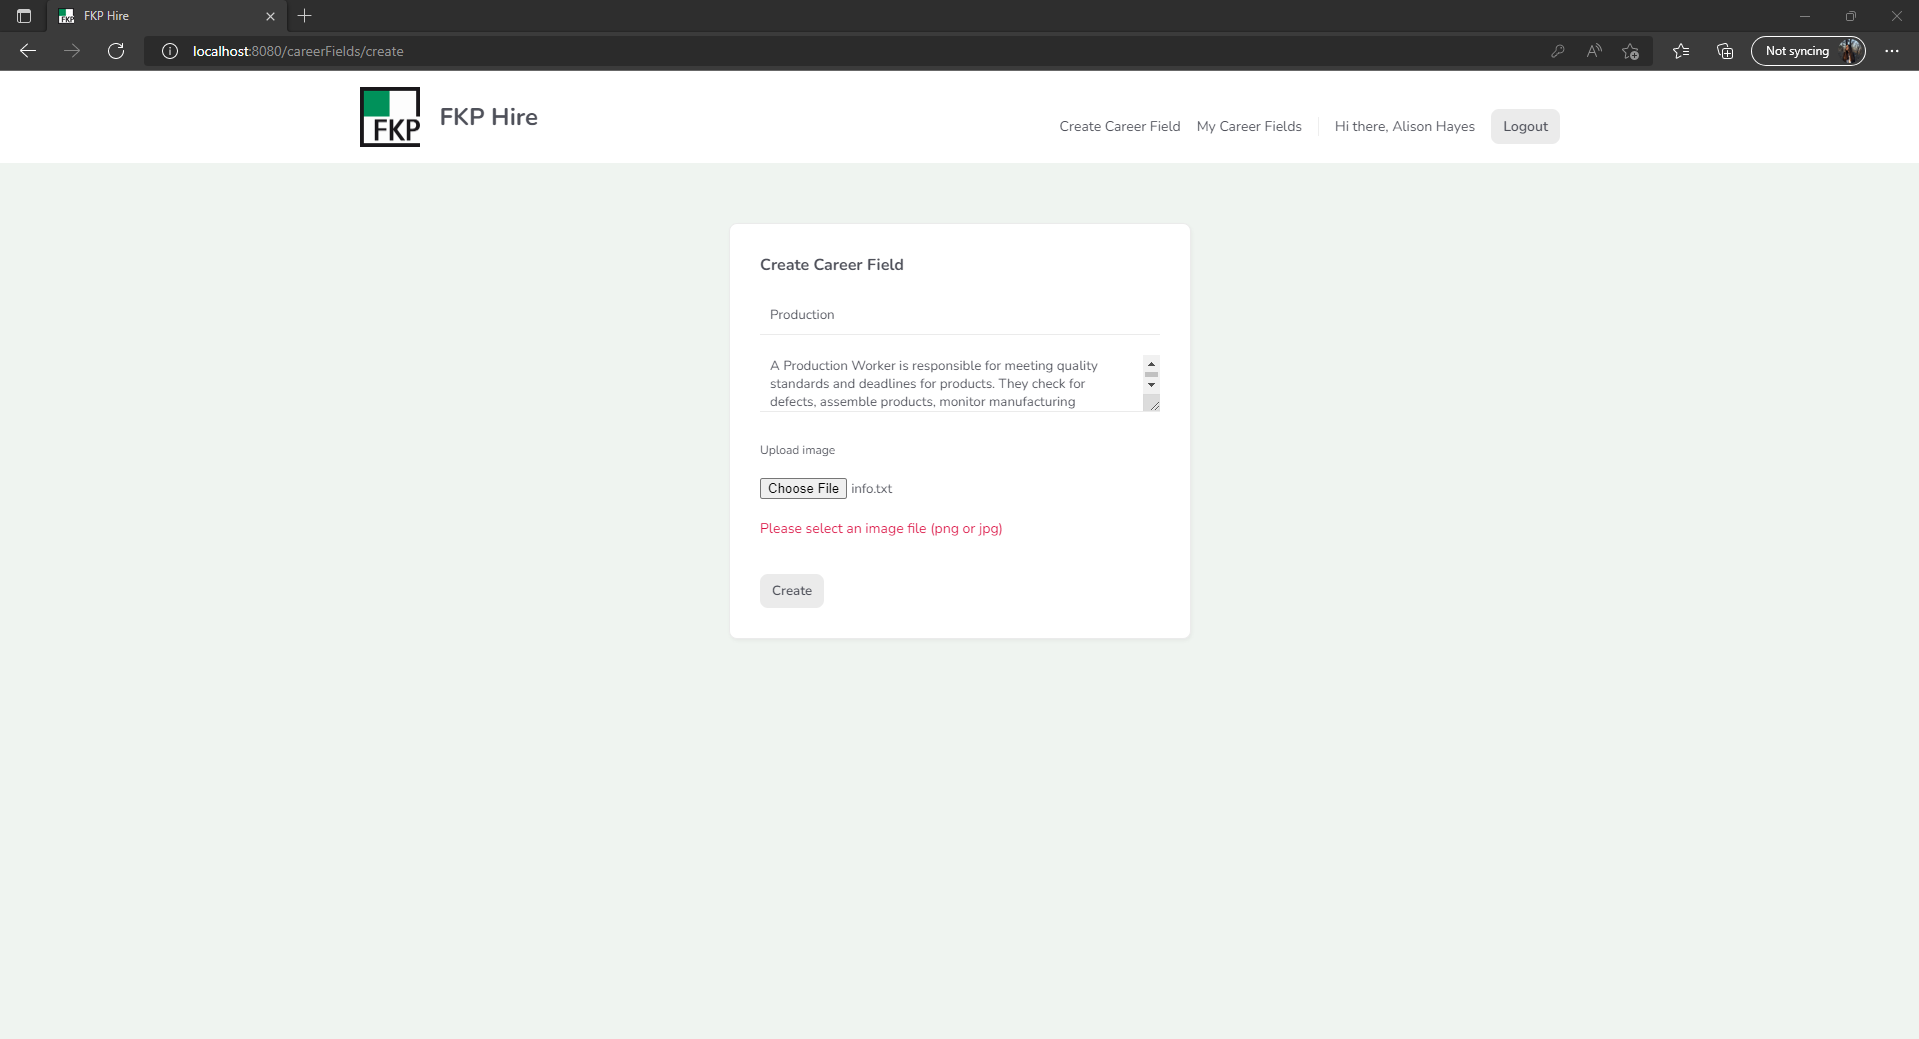 FKP Hire
localhost:8080/careerFields/create
Not syncing
FKP
FKP Hire
Create Career Field
My Career Fields
Hi there, Alison Hayes
Logout
Create Career Field
Production
A Production Worker is responsible for meeting quality
standards and deadlines for products. They check for
defects, assemble products, monitor manufacturing
Upload image
Choose File info.txt
Please select an image file (png or jpg)
Create